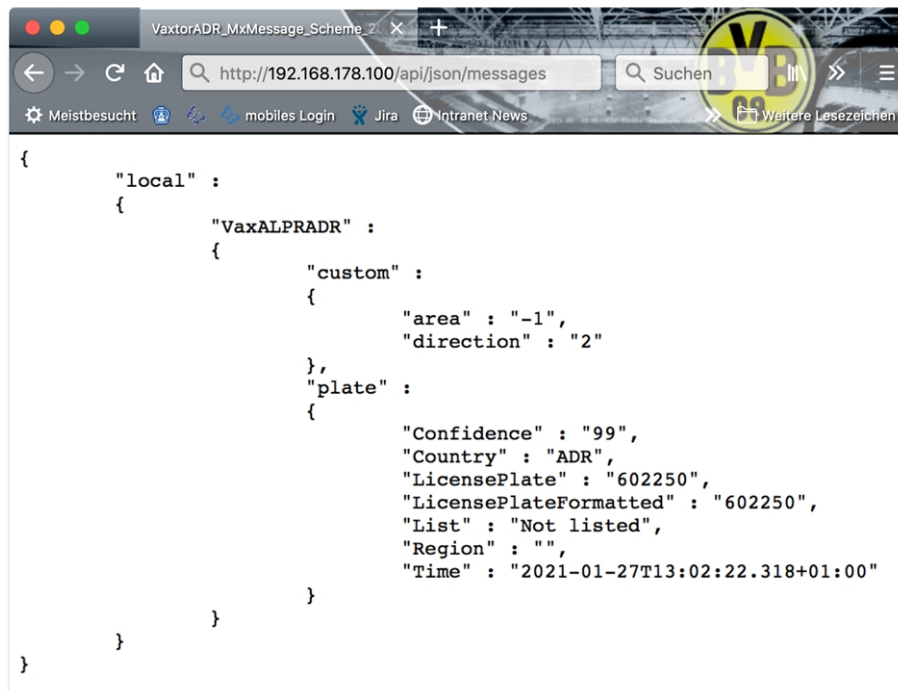 VaxtorADR_MxMessage_Scheme_20
http://192.168.178.100/api/json/messages
Suchen
BVB
09
Meistbesucht
mobiles Login
Jira
Intranet News
Weitere Lesezeichen
{
"local" :
{
"VaxALPRADR" :
{
"custom" :
{
"area" : "-1",
"direction" : "2"
},
"plate" :
{
"Confidence" : "99",
"Country" : "ADR",
"LicensePlate" : "602250",
"LicensePlateFormatted" : "602250",
"List" : "Not listed",
"Region" : "",
"Time" : "2021-01-27T13:02:22.318+01:00"
}
}
}
}